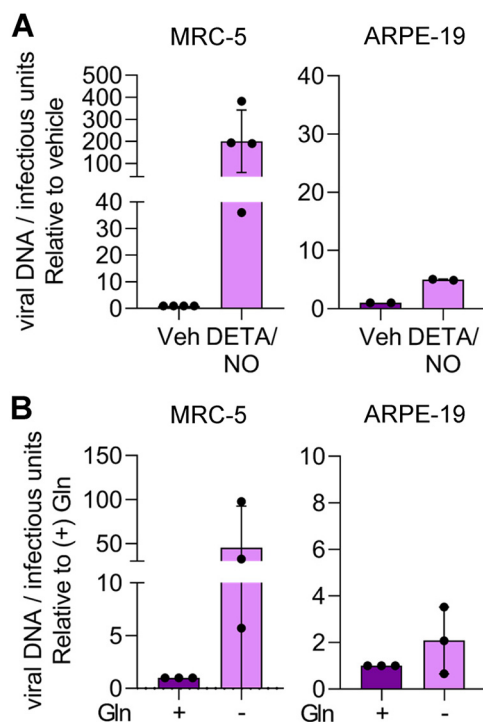 A
MRC-5
ARPE-19
viral DNA / infectious units
Relative to vehicle
500
400
300
200
100
40
30
20
10
0
40
30
20
10
0
Veh DETA/
NO
Veh DETA/
NO
B
MRC-5
ARPE-19
viral DNA / infectious units
Relative to (+) Gln
150
100
50
10
5
0
10
8
6
4
2
0
Gln + -
+ -